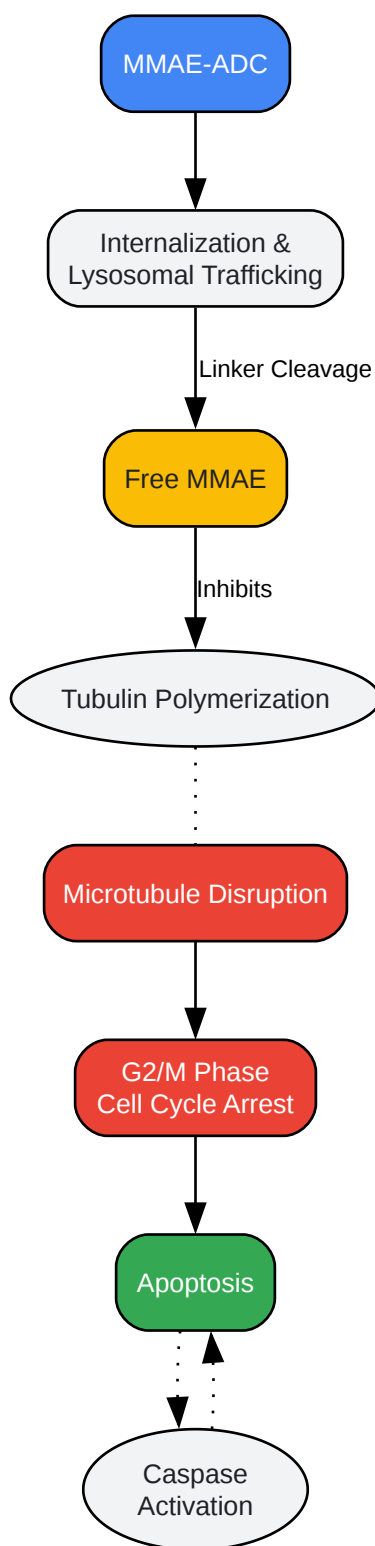 MMAE-ADC
Internalization &
Lysosomal Trafficking
Linker Cleavage
Free MMAE
Inhibits
Tubulin Polymerization
Microtubule Disruption
G2/M Phase
Cell Cycle Arrest
Apoptosis
Caspase
Activation